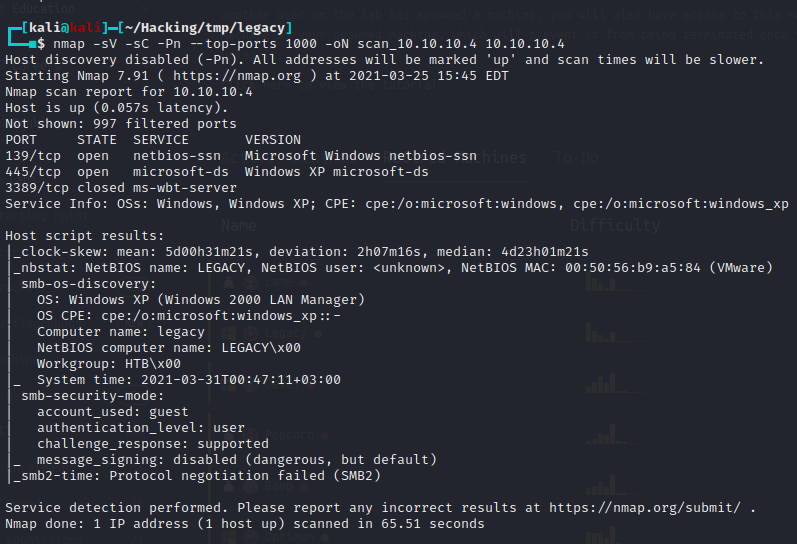 ┌─[kali@kali]─[~/Hacking/tmp/legacy]
└──■$ nmap -sV -sC -Pn --top-ports 1000 -oN scan_10.10.10.4 10.10.10.4
Host discovery disabled (-Pn). All addresses will be marked 'up' and scan times will be slower.
Starting Nmap 7.91 ( https://nmap.org ) at 2021-03-25 15:45 EDT
Nmap scan report for 10.10.10.4
Host is up (0.057s latency).
Not shown: 997 filtered ports
PORT     STATE  SERVICE       VERSION
139/tcp  open   netbios-ssn   Microsoft Windows netbios-ssn
445/tcp  open   microsoft-ds  Windows XP microsoft-ds
3389/tcp closed ms-wbt-server
Service Info: OSs: Windows, Windows XP; CPE: cpe:/o:microsoft:windows, cpe:/o:microsoft:windows_xp
Name Difficulty
Host script results:
|_clock-skew: mean: 5d00h31m21s, deviation: 2h07m16s, median: 4d23h01m21s
|_nbstat: NetBIOS name: LEGACY, NetBIOS user: <unknown>, NetBIOS MAC: 00:50:56:b9:a5:84 (VMware)
| smb-os-discovery:
|   OS: Windows XP (Windows 2000 LAN Manager)
|   OS CPE: cpe:/o:microsoft:windows_xp::-
|   Computer name: legacy
|   NetBIOS computer name: LEGACY\x00
|   Workgroup: HTB\x00
|_  System time: 2021-03-31T00:47:11+03:00
| smb-security-mode:
|   account_used: guest
|   authentication_level: user
|   challenge_response: supported
|_  message_signing: disabled (dangerous, but default)
|_smb2-time: Protocol negotiation failed (SMB2)
Service detection performed. Please report any incorrect results at https://nmap.org/submit/ .
Nmap done: 1 IP address (1 host up) scanned in 65.51 seconds